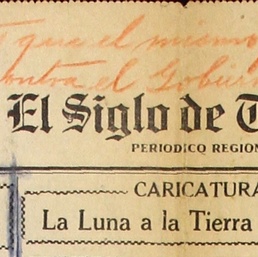 que el mismo
contra el Gobier
El Siglo de T
PERIODICO REGION
CARICATURA
La Luna a la Tierra